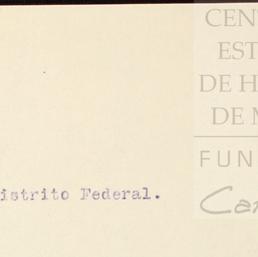 CEN
EST
DE H
DE M
FUN
Car
istrito Federal.